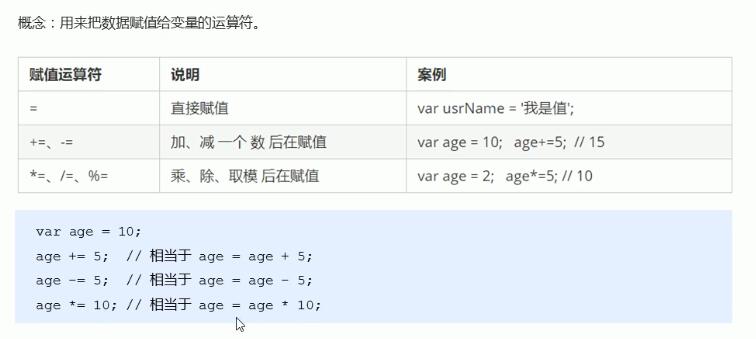 概念：用来把数据赋值给变量的运算符。
赋值运算符 说明 案例
= 直接赋值 var usrName = '我是值';
+=、-= 加、减 一个 数 后在赋值 var age = 10; age+=5; // 15
*=、/=、%= 乘、除、取模 后在赋值 var age = 2; age*=5; // 10
var age = 10;
age += 5; // 相当于 age = age + 5;
age -= 5; // 相当于 age = age - 5;
age *= 10; // 相当于 age = age * 10;